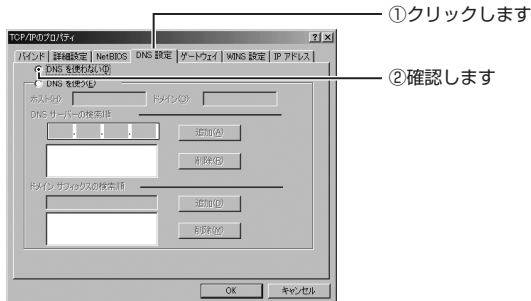 ①クリックします
TCP/IPのプロパティ
バインド 詳細設定 NetBIOS DNS 設定 ゲートウェイ WINS 設定 IP アドレス
②確認します
DNS を使わない(I)
DNS を使う(E)
ホスト(H) ドメイン(O)
DNS サーバーの検索順
追加(A)
削除(R)
ドメイン サフィックスの検索順
追加(D)
削除(M)
OK キャンセル